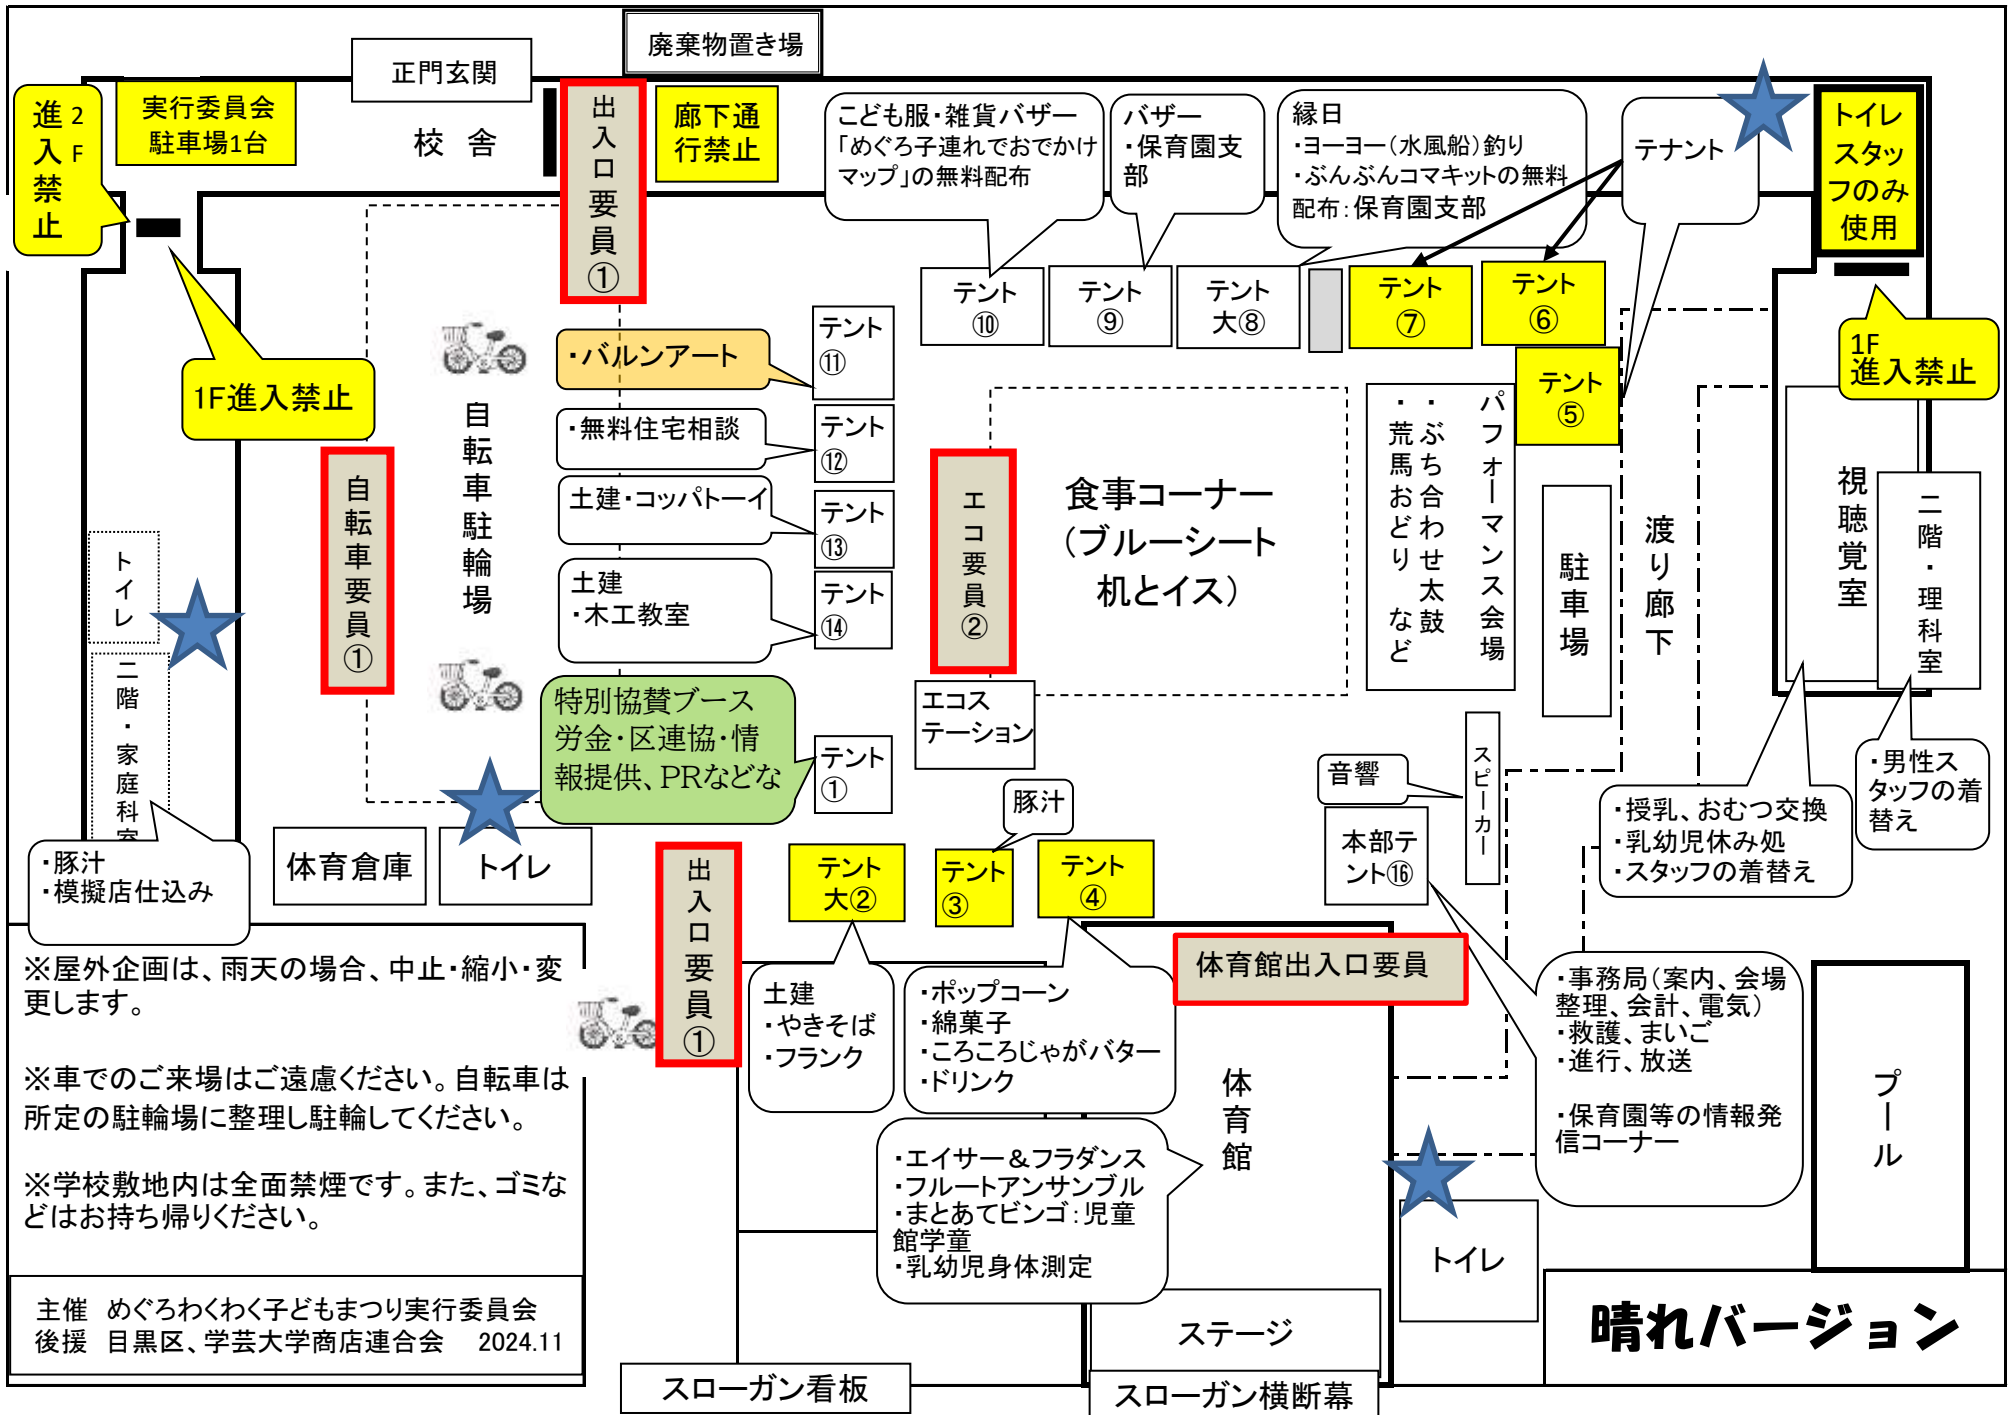 廃棄物置き場
正門玄関
進
入
禁
止
2
F
実行委員会
駐車場1台
校 舎
出入口要員①
廊下通
行禁止
こども服・雑貨バザー
「めぐろ子連れでおでかけ
マップ」の無料配布
バザー
・保育園支
部
縁日
・ヨーヨー(水風船)釣り
・ぶんぶんコマキットの無料
配布:保育園支部
テナント
トイレ
スタッ
フのみ
使用
テント
⑩
テント
⑨
テント
大⑧
テント
⑦
テント
⑥
テント
⑤
1F
進入禁止
1F進入禁止
・バルンアート
テント
⑪
・無料住宅相談
テント
⑫
土建・コッパトーイ
テント
⑬
土建
・木工教室
テント
⑭
自転車駐輪場
自転車要員①
エコ要員②
食事コーナー
(ブルーシート
机とイス)
パフォーマンス会場
・ぶち合わせ太鼓
・荒馬おどり など
駐車場
渡り廊下
視聴覚室
二階・理科室
トイレ
二階・家庭科室
特別協賛ブース
労金・区連協・情
報提供、PRなどな
テント
①
エコス
テーション
豚汁
音響
スピーカー
本部テ
ント⑯
・授乳、おむつ交換
・乳幼児休み処
・スタッフの着替え
・男性ス
タッフの着
替え
・豚汁
・模擬店仕込み
体育倉庫
トイレ
出入口要員①
テント
大②
テント
③
テント
④
体育館出入口要員
土建
・やきそば
・フランク
・ポップコーン
・綿菓子
・ころころじゃがバター
・ドリンク
・事務局(案内、会場
整理、会計、電気)
・救護、まいご
・進行、放送
・保育園等の情報発
信コーナー
体育館
プール
・エイサー&フラダンス
・フルートアンサンブル
・まとあてビンゴ:児童
館学童
・乳幼児身体測定
トイレ
※屋外企画は、雨天の場合、中止・縮小・変
更します。
※車でのご来場はご遠慮ください。自転車は
所定の駐輪場に整理し駐輪してください。
※学校敷地内は全面禁煙です。また、ゴミな
どはお持ち帰りください。
主催 めぐろわくわく子どもまつり実行委員会
後援 目黒区、学芸大学商店連合会 2024.11
ステージ
スローガン看板
スローガン横断幕
晴れバージョン